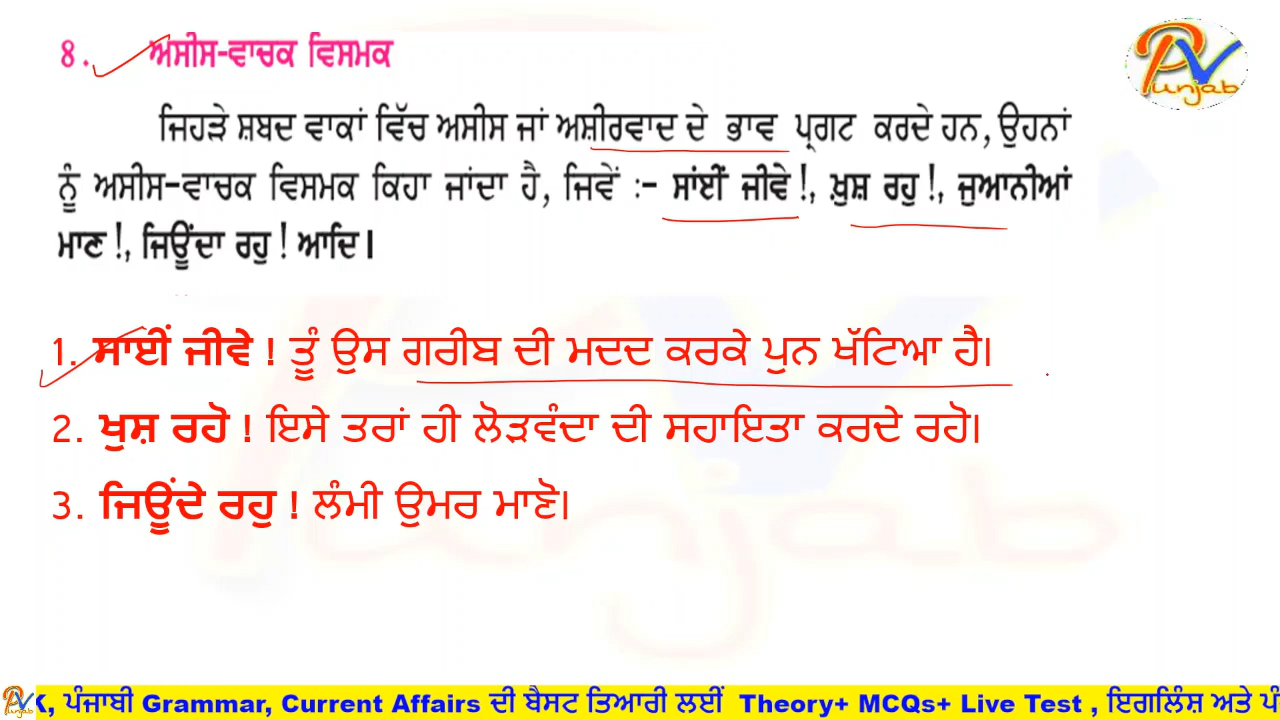 8. ਅਸੀਸ-ਵਾਚਕ ਵਿਸਮਕ
ਜਿਹੜੇ ਸ਼ਬਦ ਵਾਕਾਂ ਵਿੱਚ ਅਸੀਸ ਜਾਂ ਅਸ਼ੀਰਵਾਦ ਦੇ ਭਾਵ ਪ੍ਰਗਟ ਕਰਦੇ ਹਨ, ਉਹਨਾਂ
ਨੂੰ ਅਸੀਸ-ਵਾਚਕ ਵਿਸਮਕ ਕਿਹਾ ਜਾਂਦਾ ਹੈ, ਜਿਵੇਂ :- ਸਾਂਈਂ ਜੀਵੇ !, ਖ਼ੁਸ਼ ਰਹੁ !, ਜੁਆਨੀਆਂ
ਮਾਣ !, ਜਿਊਂਦਾ ਰਹੁ ! ਆਦਿ।
1. ਸਾਈਂ ਜੀਵੇ ! ਤੂੰ ਉਸ ਗਰੀਬ ਦੀ ਮਦਦ ਕਰਕੇ ਪੁਨ ਖੱਟਿਆ ਹੈ।
2. ਖੁਸ਼ ਰਹੋ ! ਇਸੇ ਤਰਾਂ ਹੀ ਲੋੜਵੰਦਾ ਦੀ ਸਹਾਇਤਾ ਕਰਦੇ ਰਹੋ।
3. ਜਿਊਂਦੇ ਰਹੁ ! ਲੰਮੀ ਉਮਰ ਮਾਣੋ।
K, ਪੰਜਾਬੀ Grammar, Current Affairs ਦੀ ਬੈਸਟ ਤਿਆਰੀ ਲਈਂ Theory+ MCQs+ Live Test , ਇਗਲਿੰਸ਼ ਅਤੇ ਪੰ
PV Punjab